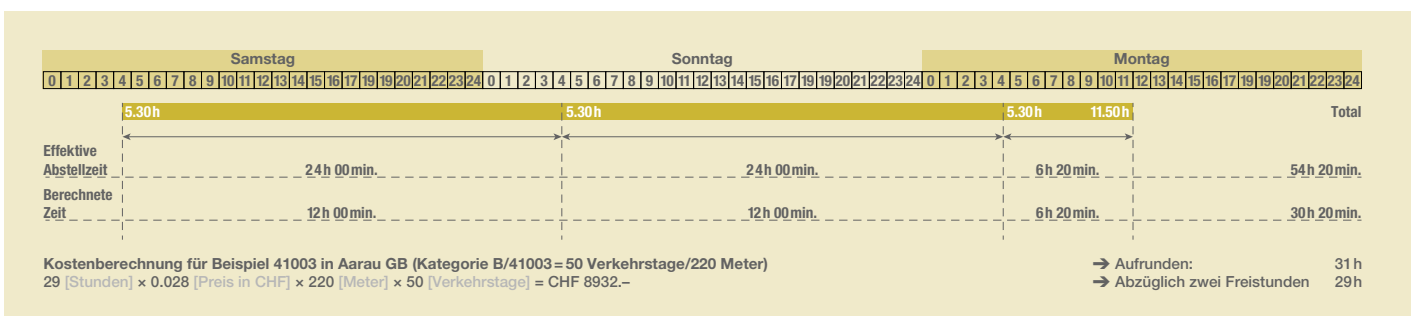 Samstag Sonntag Montag
0 1 2 3 4 5 6 7 8 9 10 11 12 13 14 15 16 17 18 19 20 21 22 23 24 0 1 2 3 4 5 6 7 8 9 10 11 12 13 14 15 16 17 18 19 20 21 22 23 24 0 1 2 3 4 5 6 7 8 9 10 11 12 13 14 15 16 17 18 19 20 21 22 23 24
5.30 h 5.30 h 5.30 h 11.50 h Total
Effektive
Abstellzeit 24 h 00 min. 24 h 00 min. 6 h 20 min. 54 h 20 min.
Berechnete
Zeit 12 h 00 min. 12 h 00 min. 6 h 20 min. 30 h 20 min.
Kostenberechnung für Beispiel 41003 in Aarau GB (Kategorie B/41003 = 50 Verkehrstage/220 Meter) ➔ Aufrunden: 31 h
29 [Stunden] × 0.028 [Preis in CHF] × 220 [Meter] × 50 [Verkehrstage] = CHF 8932.– ➔ Abzüglich zwei Freistunden 29 h